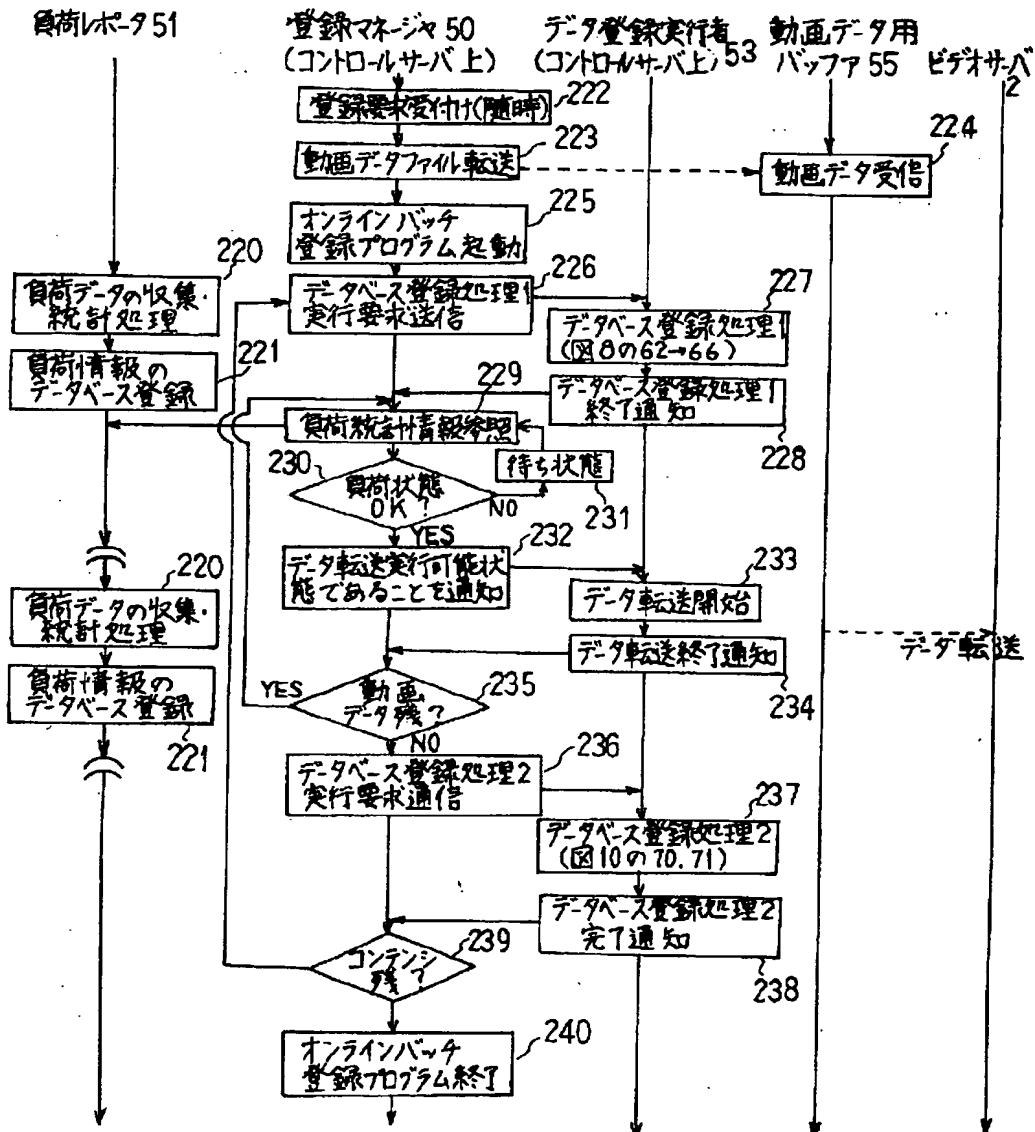 負荷レポータ51
登録マネージャ50
(コントロールサーバ上)
データ登録実行者
(コントロールサーバ上) 53
動画データ用
バッファ55
ビデオサーバ
2
222
登録要求受付け(随時)
223
動画データファイル転送
224
動画データ受信
225
オンラインバッチ
登録プログラム起動
220
負荷データの収集・
統計処理
226
データベース登録処理1
実行要求送信
227
データベース登録処理1
(図8の62→66)
221
負荷情報の
データベース登録
データベース登録処理1
終了通知
228
229
負荷統計情報参照
230
負荷状態
OK?
NO
待ち状態
231
YES
232
データ転送実行可能状
態であることを通知
233
データ転送開始
220
負荷データの収集・
統計処理
データ転送
データ転送終了通知
234
負荷情報の
データベース登録
221
YES
動画
データ残?
235
NO
236
データベース登録処理2
実行要求通信
237
データベース登録処理2
(図10の70.71)
データベース登録処理2
完了通知
238
239
コンテンツ
残?
240
オンラインバッチ
登録プログラム終了